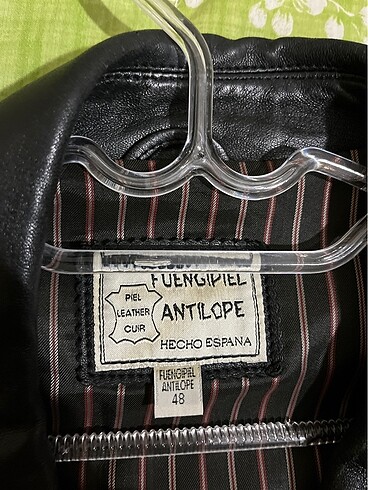 FUENGIPIEL
PIEL
LEATHER
CUIR
ANTILOPE
HECHO ESPANA
FUENGIPIEL
ANTILOPE
48